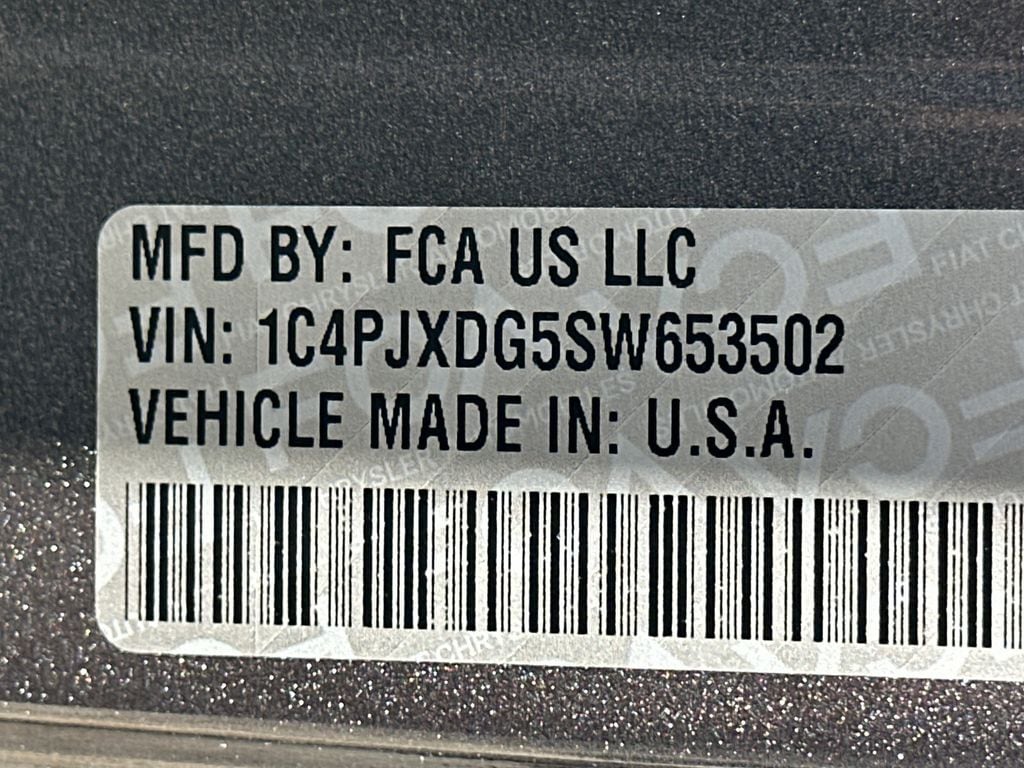 MFD BY: FCA US LLC
VIN: 1C4PJXDG5SW653502
VEHICLE MADE IN: U.S.A.